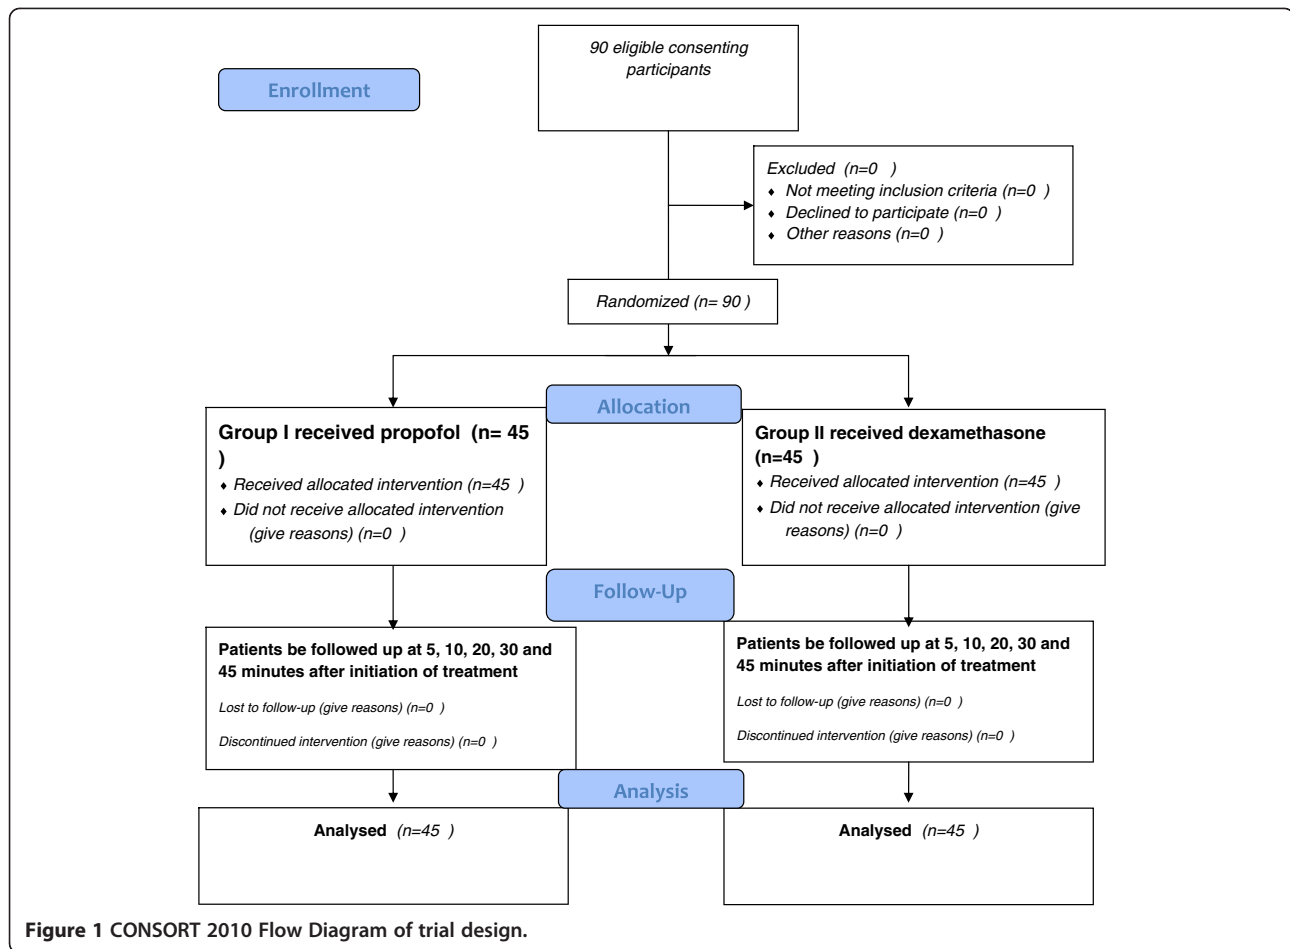 90 eligible consenting
participants
Enrollment
Excluded (n=0 )
♦ Not meeting inclusion criteria (n=0 )
♦ Declined to participate (n=0 )
♦ Other reasons (n=0 )
Randomized (n= 90 )
Allocation
Group I received propofol (n= 45
)
♦ Received allocated intervention (n=45 )
♦ Did not receive allocated intervention
(give reasons) (n=0 )
Group II received dexamethasone
(n=45 )
♦ Received allocated intervention (n=45 )
♦ Did not receive allocated intervention (give
reasons) (n=0 )
Follow-Up
Patients be followed up at 5, 10, 20, 30 and
45 minutes after initiation of treatment
Lost to follow-up (give reasons) (n=0 )
Discontinued intervention (give reasons) (n=0 )
Patients be followed up at 5, 10, 20, 30 and
45 minutes after initiation of treatment
Lost to follow-up (give reasons) (n=0 )
Discontinued intervention (give reasons) (n=0 )
Analysis
Analysed (n=45 )
Analysed (n=45 )
Figure 1 CONSORT 2010 Flow Diagram of trial design.